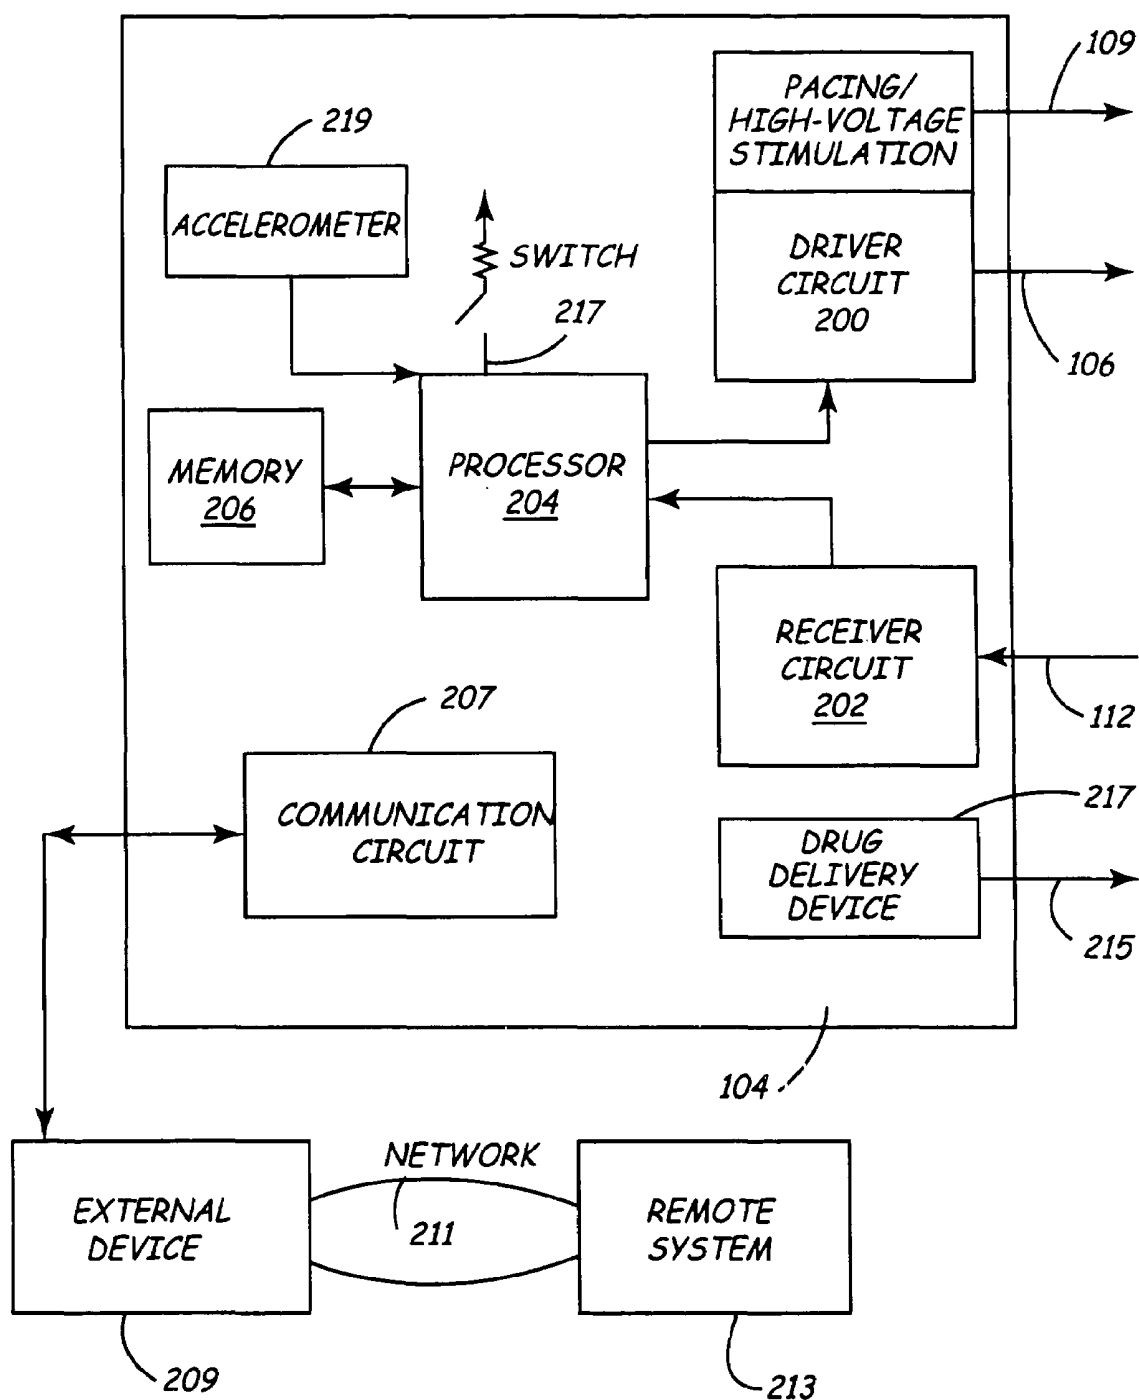 109
PACING/
HIGH-VOLTAGE
STIMULATION
219
ACCELEROMETER
SWITCH
217
DRIVER
CIRCUIT
200
106
MEMORY
206
PROCESSOR
204
RECEIVER
CIRCUIT
202
112
207
COMMUNICATION
CIRCUIT
217
DRUG
DELIVERY
DEVICE
215
104
EXTERNAL
DEVICE
209
NETWORK
211
REMOTE
SYSTEM
213